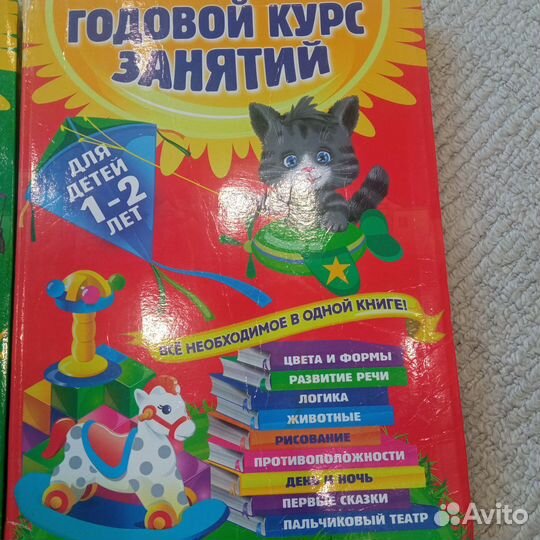 ГОДОВОЙ КУРС
ЗАНЯТИЙ
ДЛЯ
ДЕТЕЙ
1-2
ЛЕТ
ВСЁ НЕОБХОДИМОЕ В ОДНОЙ КНИГЕ!
ЦВЕТА И ФОРМЫ
РАЗВИТИЕ РЕЧИ
ЛОГИКА
ЖИВОТНЫЕ
РИСОВАНИЕ
ПРОТИВОПОЛОЖНОСТИ
ДЕНЬ И НОЧЬ
ПЕРВЫЕ СКАЗКИ
ПАЛЬЧИКОВЫЙ ТЕАТР
Avito